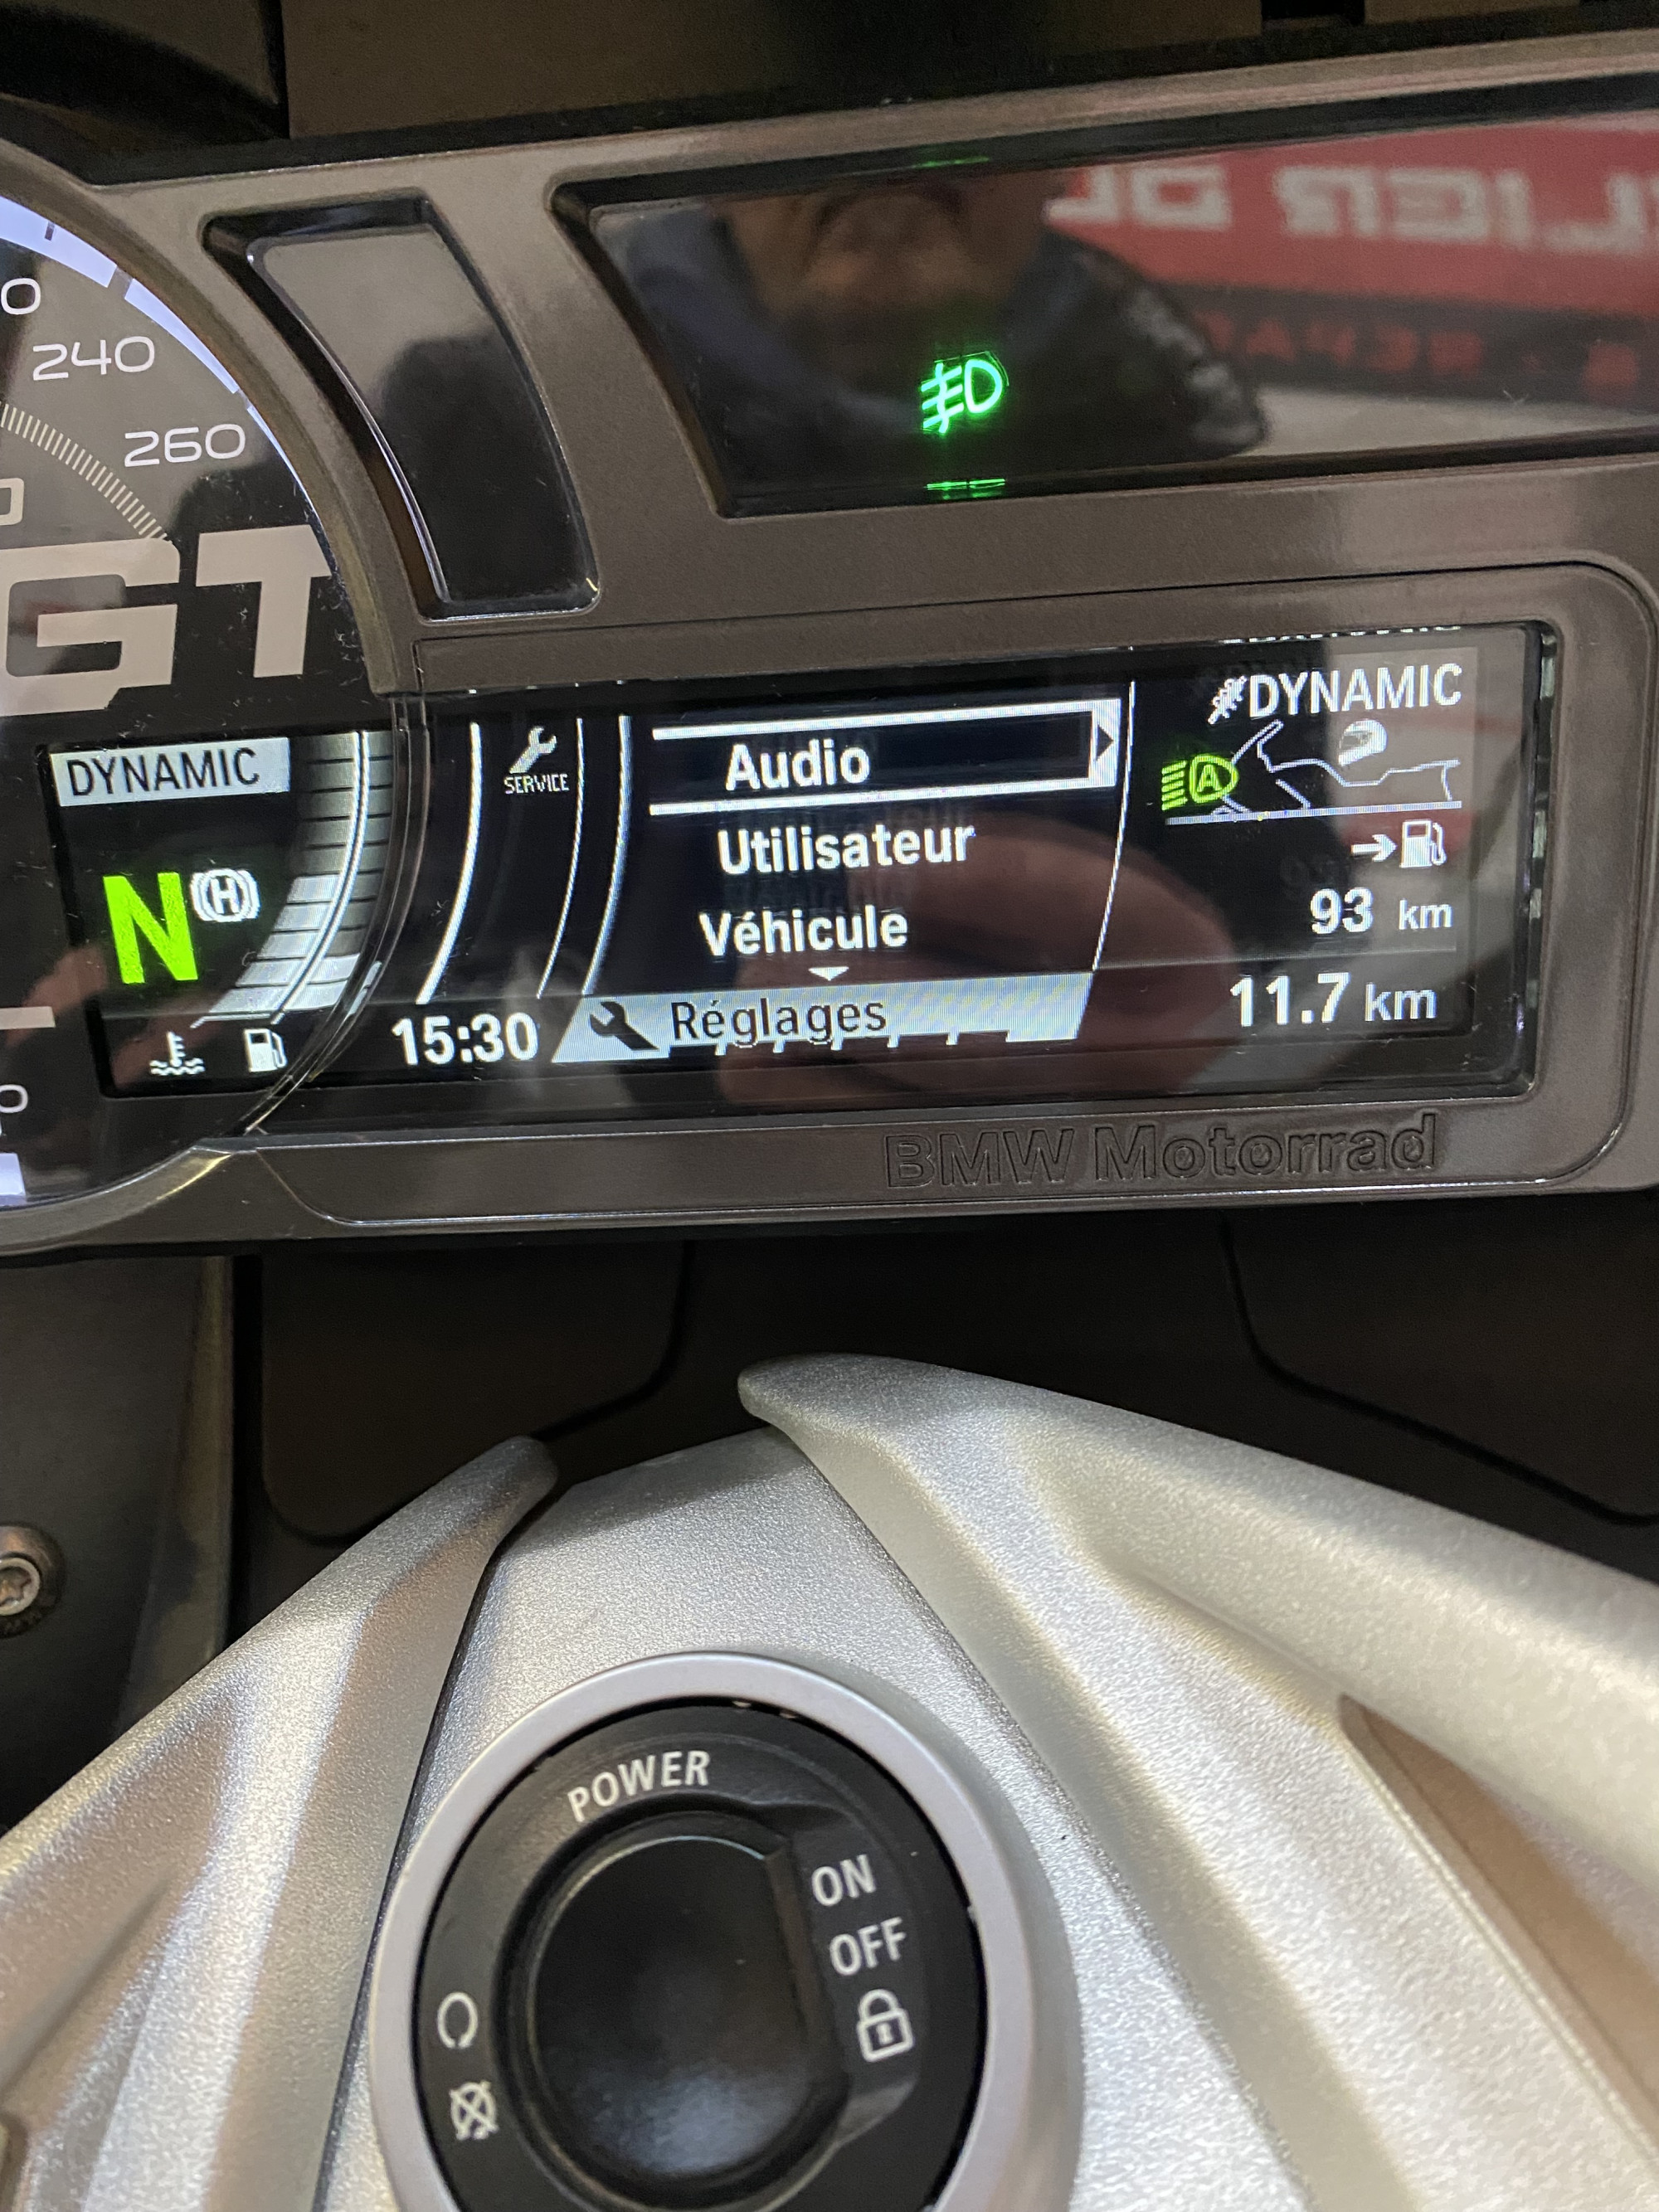 240
260
GT
DYNAMIC
N
SERVICE
Audio
Utilisateur
Véhicule
Réglages
15:30
DYNAMIC
A
93 km
11.7 km
BMW Motorrad
POWER
ON
OFF